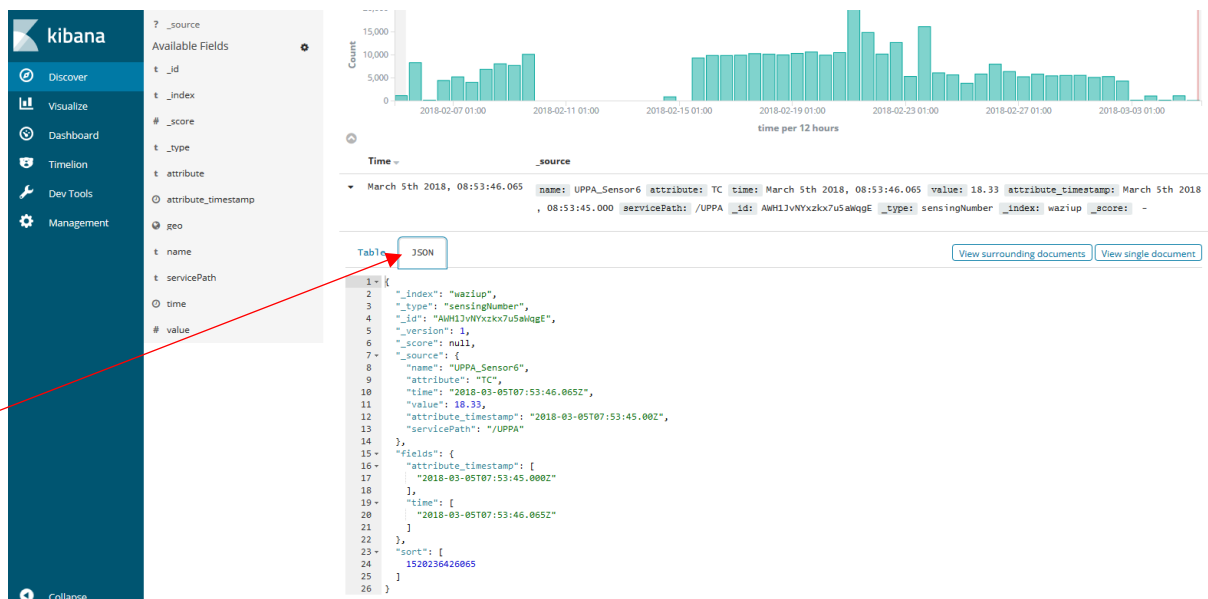 kibana
Discover
Visualize
Dashboard
Timelion
Dev Tools
Management
Collapse
? _source
Available Fields
t _id
t _index
# _score
t _type
t attribute
attribute_timestamp
geo
t name
t servicePath
time
# value
Count
15,000
10,000
5,000
0
2018-02-07 01:00 2018-02-11 01:00 2018-02-15 01:00 2018-02-19 01:00 2018-02-23 01:00 2018-02-27 01:00 2018-03-03 01:00
time per 12 hours
Time _source
March 5th 2018, 08:53:46.065 name: UPPA_Sensor6 attribute: TC time: March 5th 2018, 08:53:46.065 value: 18.33 attribute_timestamp: March 5th 2018
, 08:53:45.000 servicePath: /UPPA _id: AWH1JvNYxzkx7u5aWqgE _type: sensingNumber _index: waziup _score: -
Table JSON View surrounding documents View single document
1 {
2 "_index": "waziup",
3 "_type": "sensingNumber",
4 "_id": "AWH1JvNYxzkx7u5aWqgE",
5 "_version": 1,
6 "_score": null,
7 "_source": {
8 "name": "UPPA_Sensor6",
9 "attribute": "TC",
10 "time": "2018-03-05T07:53:46.065Z",
11 "value": 18.33,
12 "attribute_timestamp": "2018-03-05T07:53:45.00Z",
13 "servicePath": "/UPPA"
14 },
15 "fields": {
16 "attribute_timestamp": [
17 "2018-03-05T07:53:45.000Z"
18 ],
19 "time": [
20 "2018-03-05T07:53:46.065Z"
21 ]
22 },
23 "sort": [
24 1520236426065
25 ]
26 }